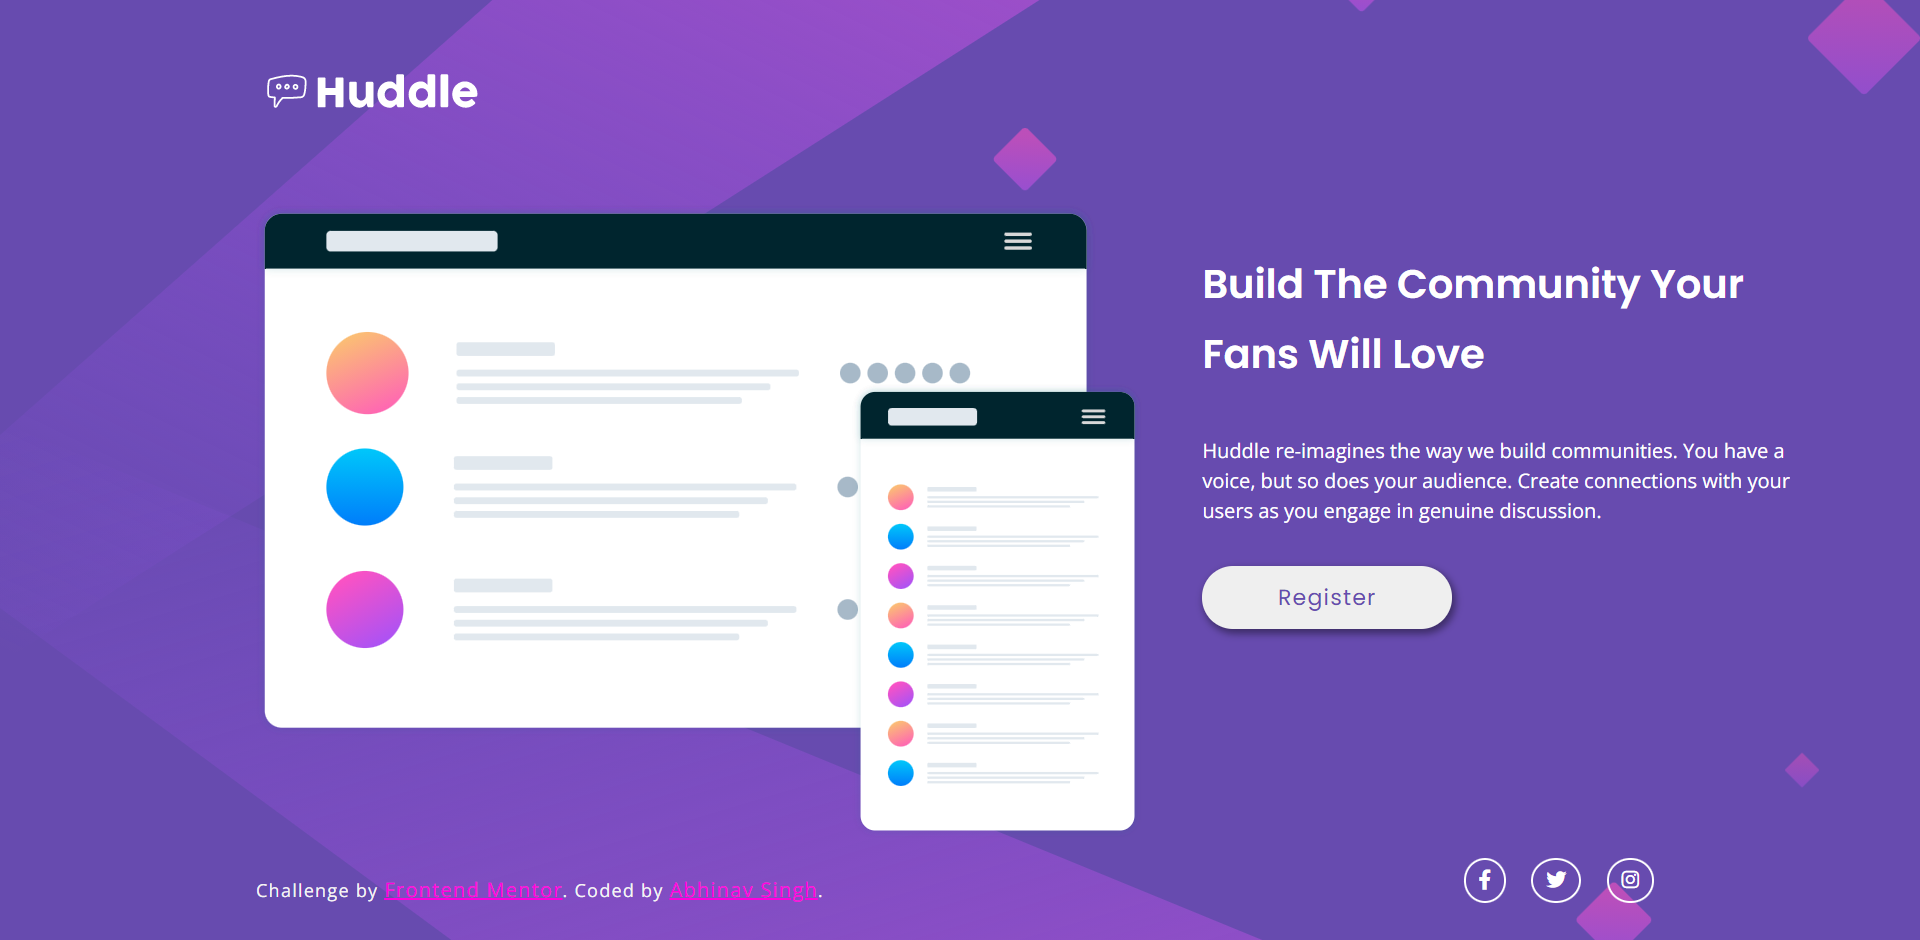 Huddle
Build The Community Your
Fans Will Love
Huddle re-imagines the way we build communities. You have a
voice, but so does your audience. Create connections with your
users as you engage in genuine discussion.
Register
Challenge by Frontend Mentor. Coded by Abhinav Singh.